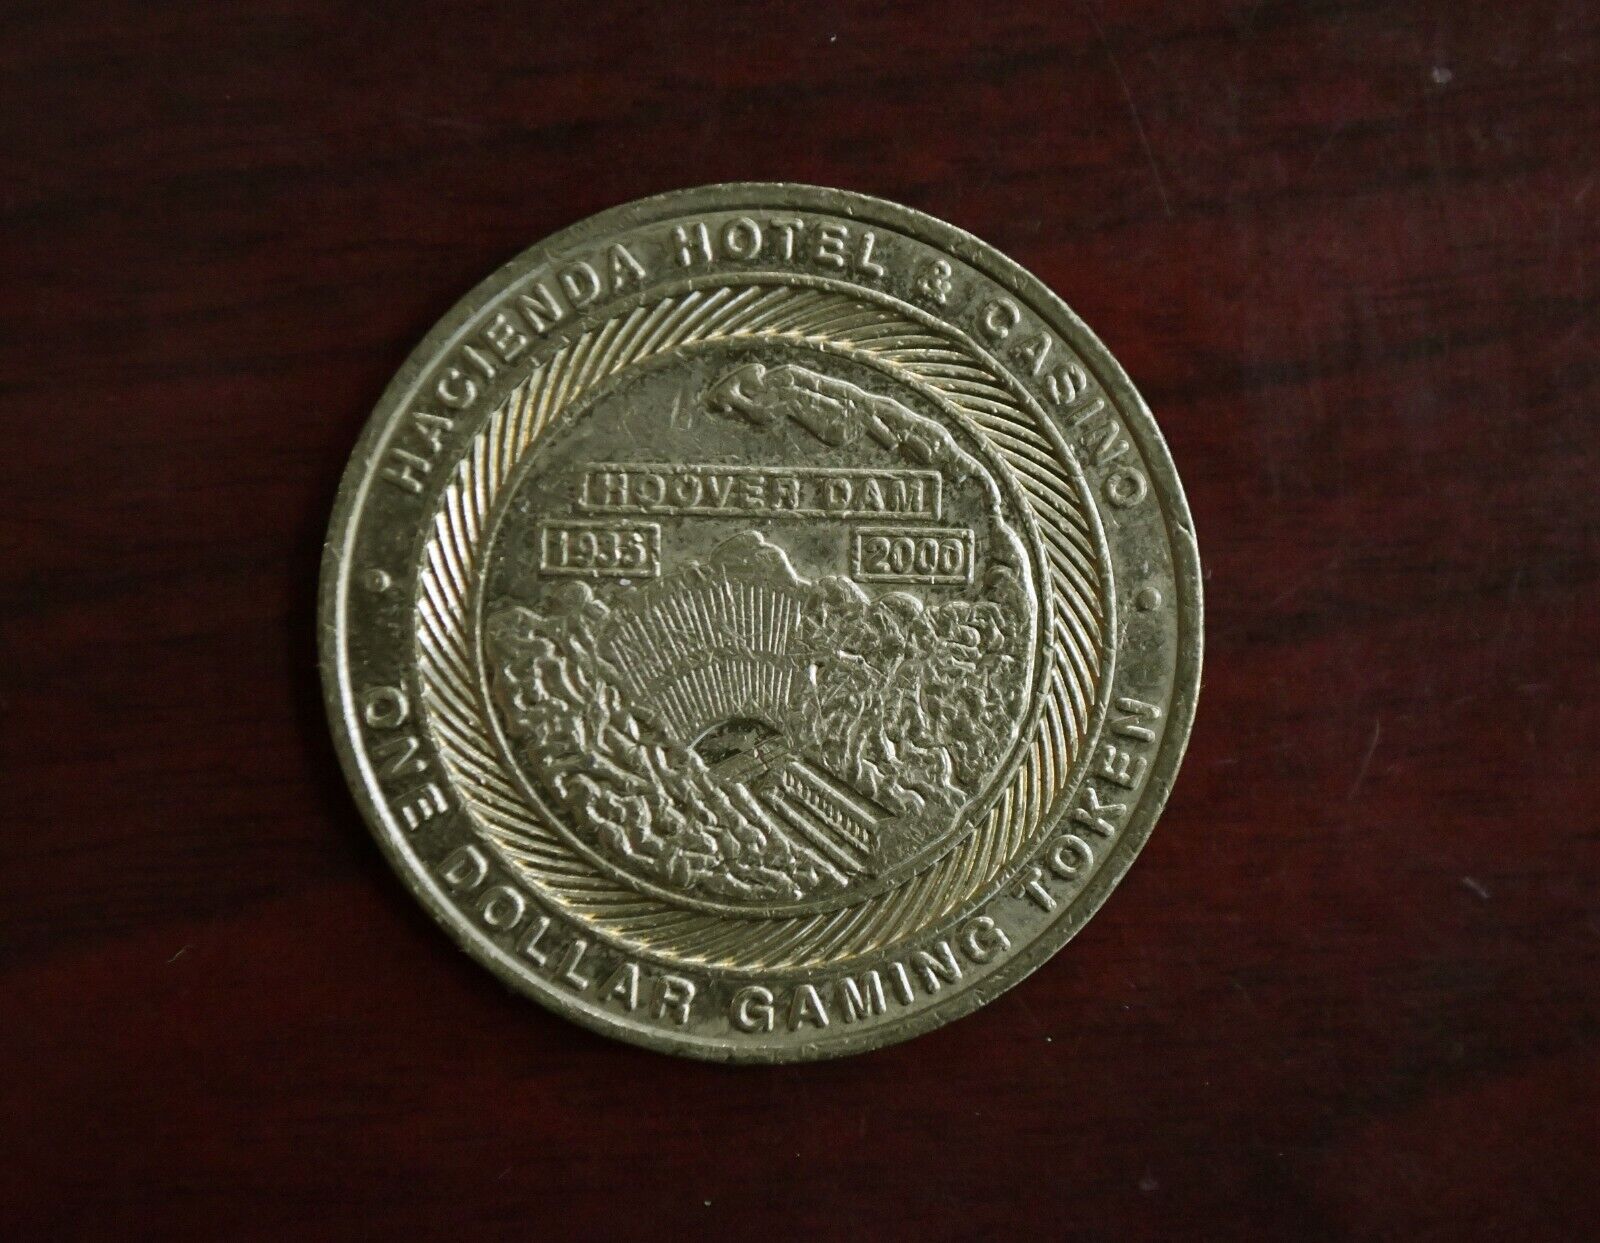 • HACIENDA HOTEL & CASINO •
HOOVER DAM
1935 2000
ONE DOLLAR GAMING TOKEN